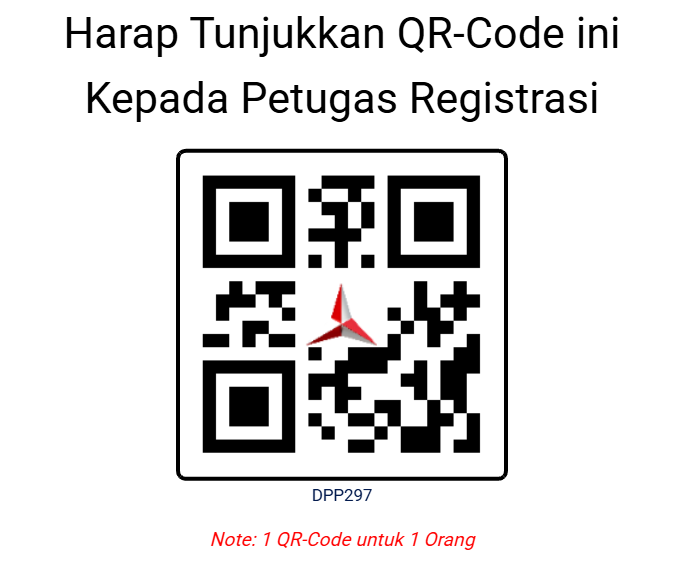 Harap Tunjukkan QR-Code ini
Kepada Petugas Registrasi
DPP297
Note: 1 QR-Code untuk 1 Orang